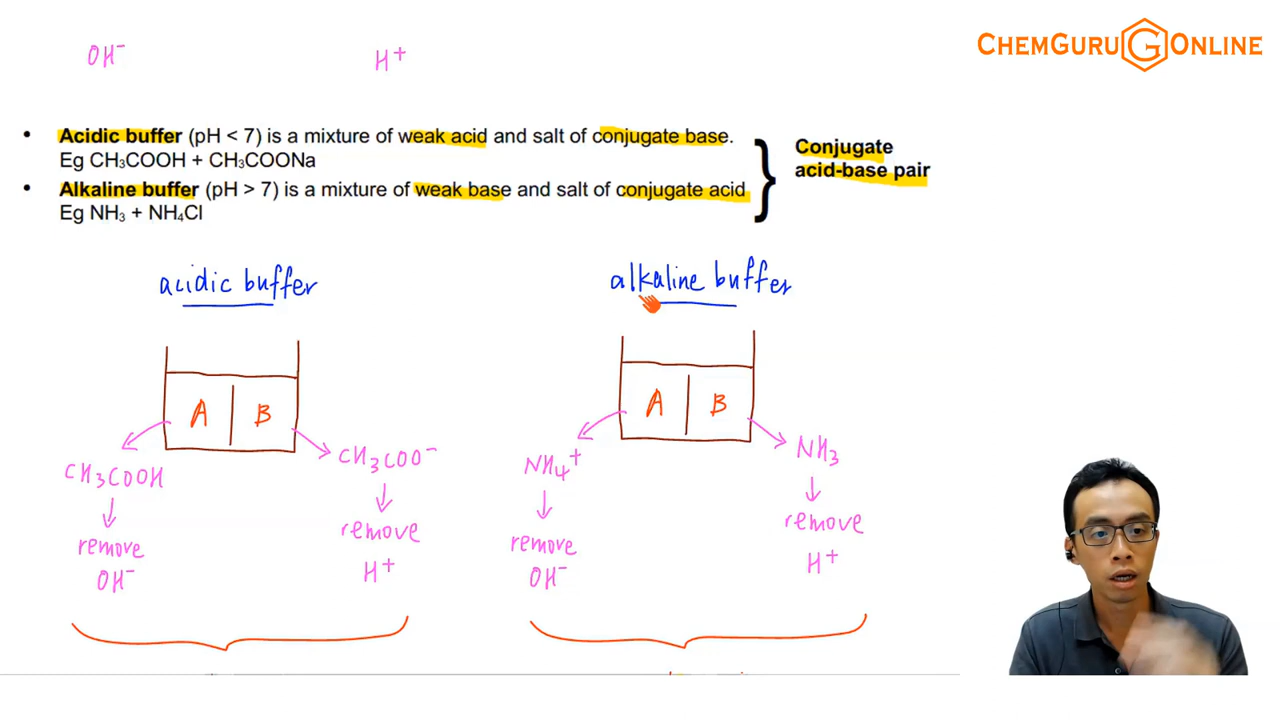 CHEMGURU G ONLINE
OH⁻ H⁺
• Acidic buffer (pH < 7) is a mixture of weak acid and salt of conjugate base.
Eg CH₃COOH + CH₃COONa
• Alkaline buffer (pH > 7) is a mixture of weak base and salt of conjugate acid
Eg NH₃ + NH₄Cl
} Conjugate
acid-base pair
acidic buffer
A B
CH₃COOH
CH₃COO⁻
remove
OH⁻
remove
H⁺
alkaline buffer
A B
NH₄⁺
NH₃
remove
OH⁻
remove
H⁺